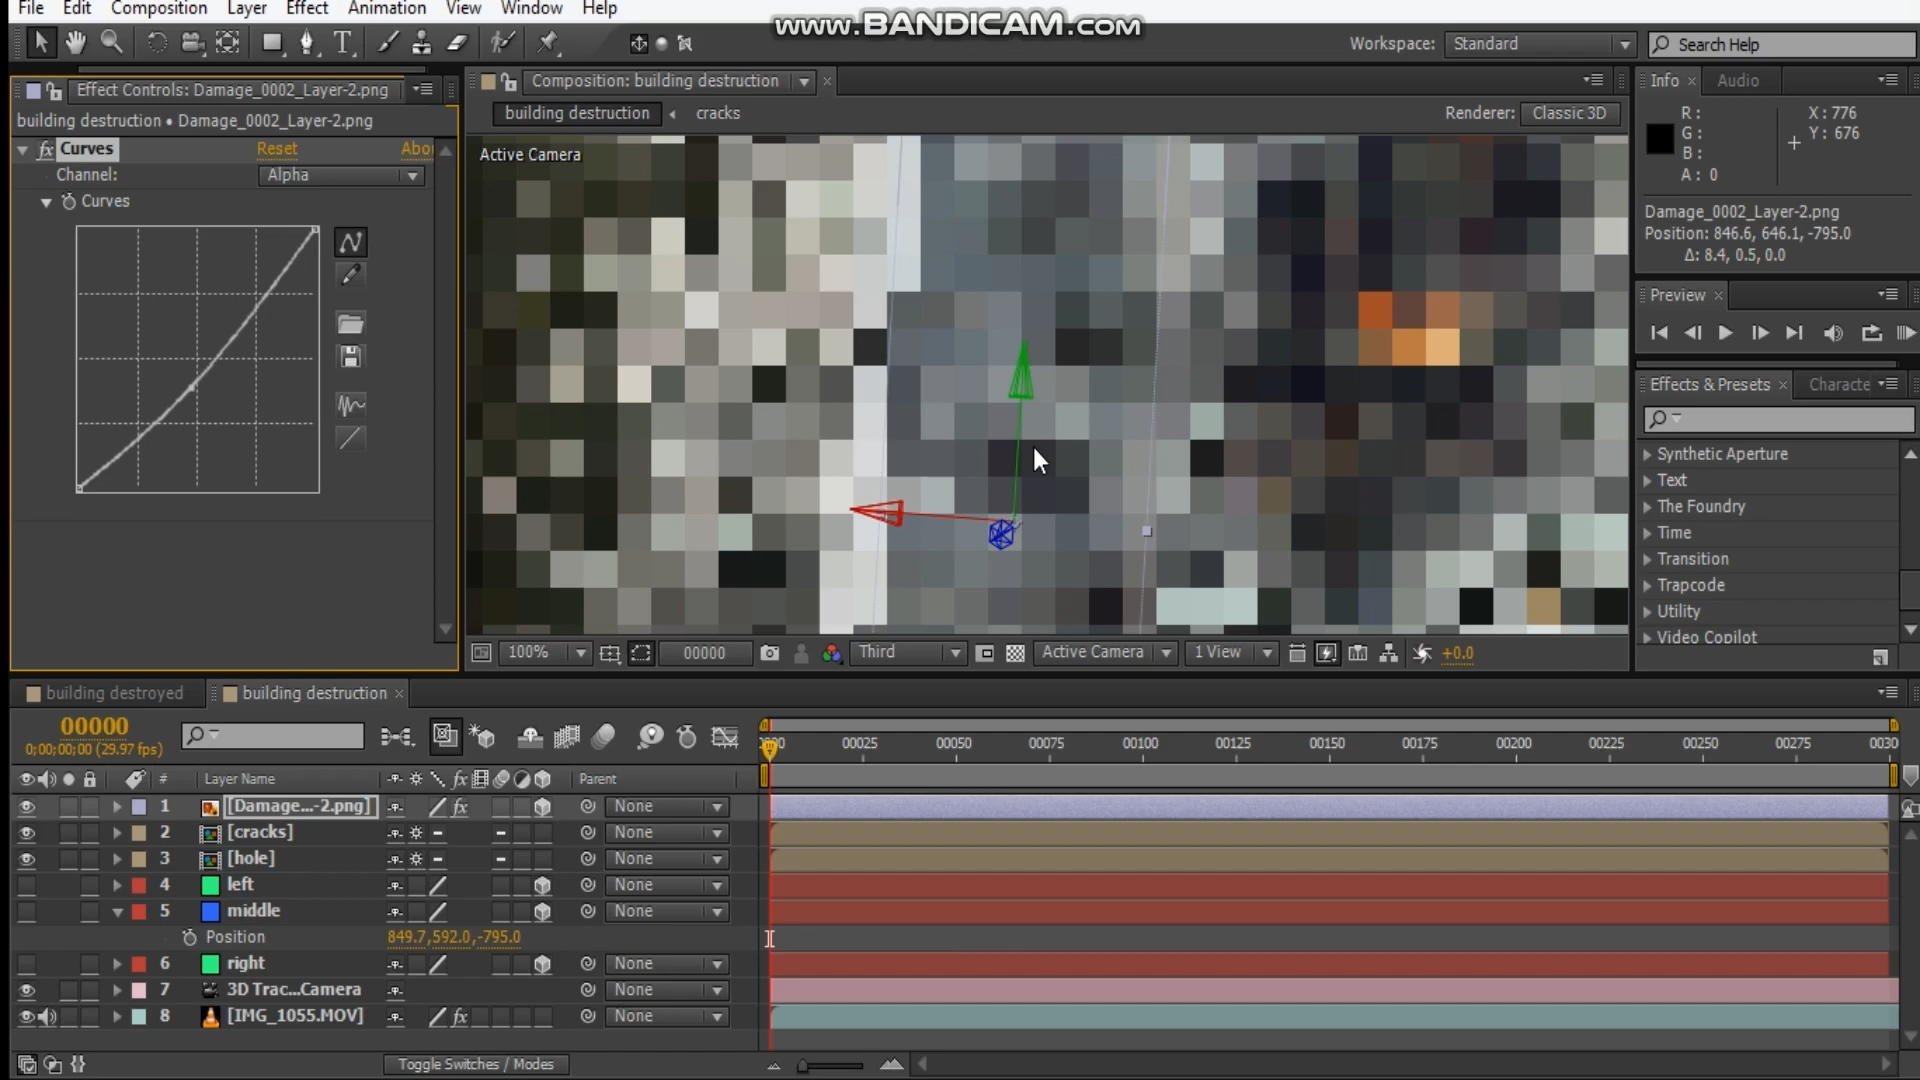 File Edit Composition Layer Effect Animation View Window Help
www.BANDICAM.com
Workspace: Standard
Search Help
Effect Controls: Damage_0002_Layer-2.png
building destruction • Damage_0002_Layer-2.png
fx Curves Reset Abo
Channel: Alpha
Curves
Composition: building destruction
building destruction cracks
Renderer: Classic 3D
Active Camera
100% 00000 Third Active Camera 1 View +0.0
Info Audio
R: X: 776
G: Y: 676
B:
A: 0
Damage_0002_Layer-2.png
Position: 846.6, 646.1, -795.0
Δ: 8.4, 0.5, 0.0
Preview
Effects & Presets Characte
Synthetic Aperture
Text
The Foundry
Time
Transition
Trapcode
Utility
Video Copilot
building destroyed building destruction
00000
0;00;00;00 (29.97 fps)
00025 00050 00075 00100 00125 00150 00175 00200 00225 00250 00275 0030
# Layer Name fx Parent
1 [Damage...-2.png] fx None
2 [cracks] None
3 [hole] None
4 left None
5 middle None
Position 849.7,592.0,-795.0
6 right None
7 3D Trac...Camera None
8 [IMG_1055.MOV] fx None
Toggle Switches / Modes